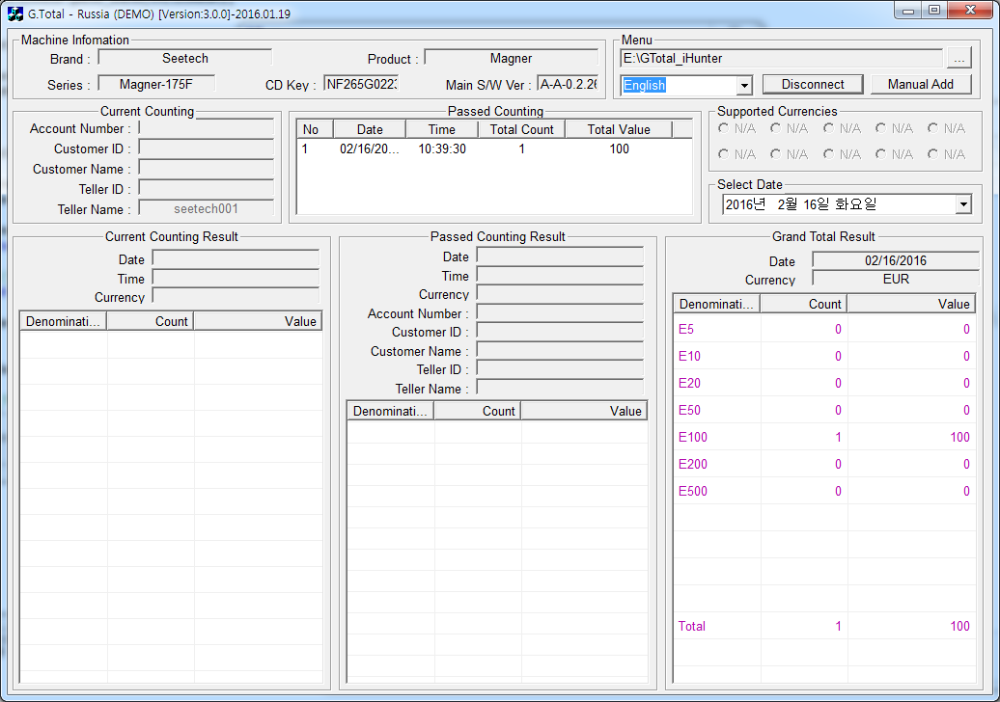 G.Total - Russia (DEMO) [Version:3.0.0]-2016.01.19
Machine Infomation
Brand : Seetech Product : Magner
Series : Magner-175F CD Key : NF265G022 Main S/W Ver : A-A-0.2.26
Menu
E:\GTotal_iHunter ...
English Disconnect Manual Add
Current Counting
Account Number :
Customer ID :
Customer Name :
Teller ID :
Teller Name : seetech001
Passed Counting
No Date Time Total Count Total Value
1 02/16/20... 10:39:30 1 100
Supported Currencies
N/A N/A N/A N/A N/A
N/A N/A N/A N/A N/A
Select Date
2016년 2월 16일 화요일
Current Counting Result
Date
Time
Currency
Denominati... Count Value
Passed Counting Result
Date
Time
Currency
Account Number :
Customer ID :
Customer Name :
Teller ID :
Teller Name :
Denominati... Count Value
Grand Total Result
Date 02/16/2016
Currency EUR
Denominati... Count Value
E5 0 0
E10 0 0
E20 0 0
E50 0 0
E100 1 100
E200 0 0
E500 0 0
Total 1 100